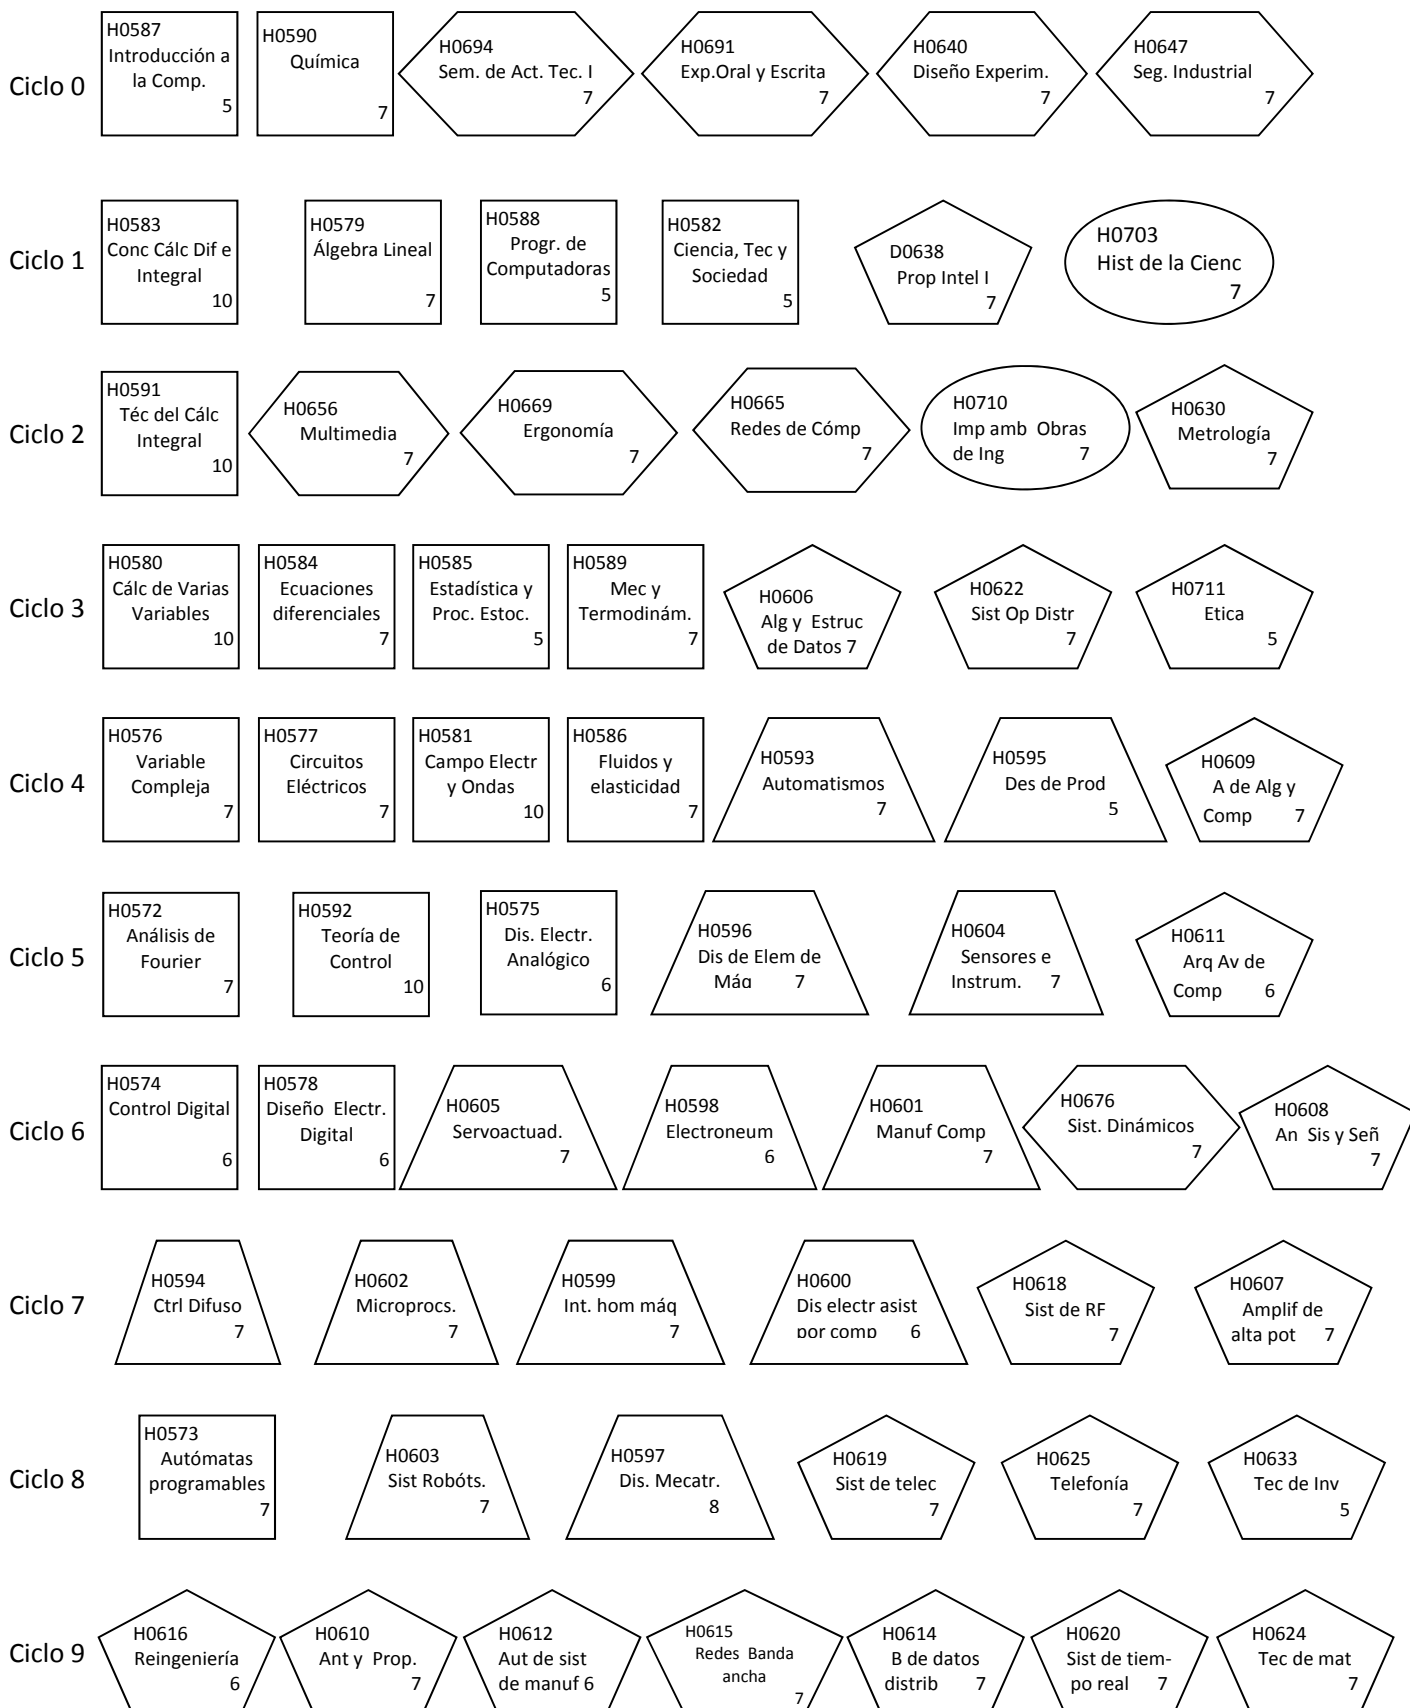 Ciclo 0
H0587
Introducción a
la Comp.
5
H0590
Química
7
H0694
Sem. de Act. Tec. I
7
H0691
Exp.Oral y Escrita
7
H0640
Diseño Experim.
7
H0647
Seg. Industrial
7
Ciclo 1
H0583
Conc Cálc Dif e
Integral
10
H0579
Álgebra Lineal
7
H0588
Progr. de
Computadoras
5
H0582
Ciencia, Tec y
Sociedad
5
D0638
Prop Intel I
7
H0703
Hist de la Cienc
7
Ciclo 2
H0591
Téc del Cálc
Integral
10
H0656
Multimedia
7
H0669
Ergonomía
7
H0665
Redes de Cómp
7
H0710
Imp amb Obras
de Ing 7
H0630
Metrología
7
Ciclo 3
H0580
Cálc de Varias
Variables
10
H0584
Ecuaciones
diferenciales
7
H0585
Estadística y
Proc. Estoc.
5
H0589
Mec y
Termodinám.
7
H0606
Alg y Estruc
de Datos 7
H0622
Sist Op Distr
7
H0711
Etica
5
Ciclo 4
H0576
Variable
Compleja
7
H0577
Circuitos
Eléctricos
7
H0581
Campo Electr
y Ondas
10
H0586
Fluidos y
elasticidad
7
H0593
Automatismos
7
H0595
Des de Prod
5
H0609
A de Alg y
Comp 7
Ciclo 5
H0572
Análisis de
Fourier
7
H0592
Teoría de
Control
10
H0575
Dis. Electr.
Analógico
6
H0596
Dis de Elem de
Máq 7
H0604
Sensores e
Instrum. 7
H0611
Arq Av de
Comp 6
Ciclo 6
H0574
Control Digital
6
H0578
Diseño Electr.
Digital
6
H0605
Servoactuad.
7
H0598
Electroneum
6
H0601
Manuf Comp
7
H0676
Sist. Dinámicos
7
H0608
An Sis y Señ
7
Ciclo 7
H0594
Ctrl Difuso
7
H0602
Microprocs.
7
H0599
Int. hom máq
7
H0600
Dis electr asist
por comp 6
H0618
Sist de RF
7
H0607
Amplif de
alta pot 7
Ciclo 8
H0573
Autómatas
programables
7
H0603
Sist Robóts.
7
H0597
Dis. Mecatr.
8
H0619
Sist de telec
7
H0625
Telefonía
7
H0633
Tec de Inv
5
Ciclo 9
H0616
Reingeniería
6
H0610
Ant y Prop.
7
H0612
Aut de sist
de manuf 6
H0615
Redes Banda
ancha
7
H0614
B de datos
distrib 7
H0620
Sist de tiem-
po real 7
H0624
Tec de mat
7